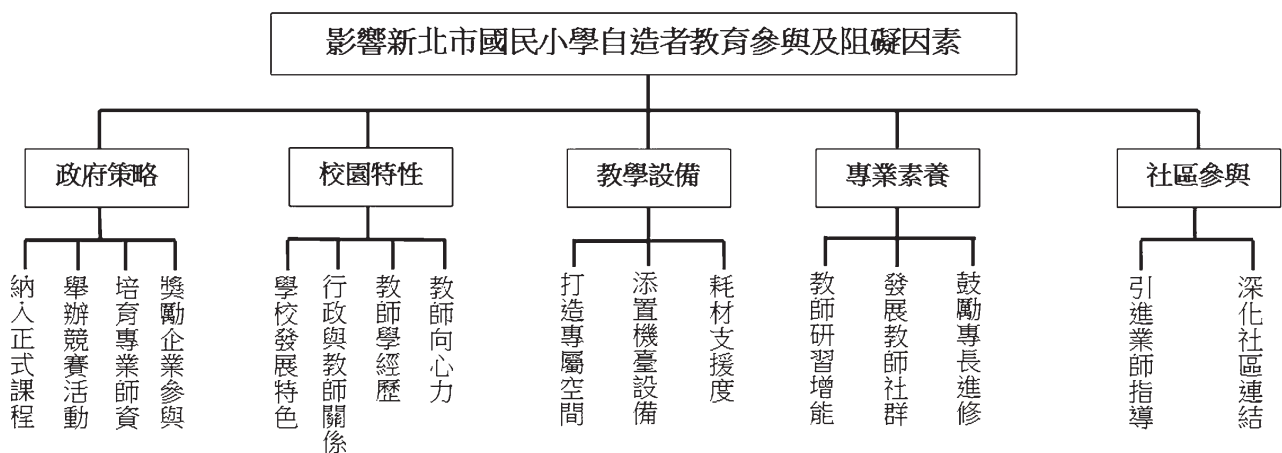 影響新北市國民小學自造者教育參與及阻礙因素
政府策略
校園特性
教學設備
專業素養
社區參與
納入正式課程
舉辦競賽活動
培育專業師資
獎勵企業參與
學校發展特色
行政與教師關係
教師學經歷
教師向心力
打造專屬空間
添置機臺設備
耗材支援度
教師研習增能
發展教師社群
鼓勵專長進修
引進業師指導
深化社區連結